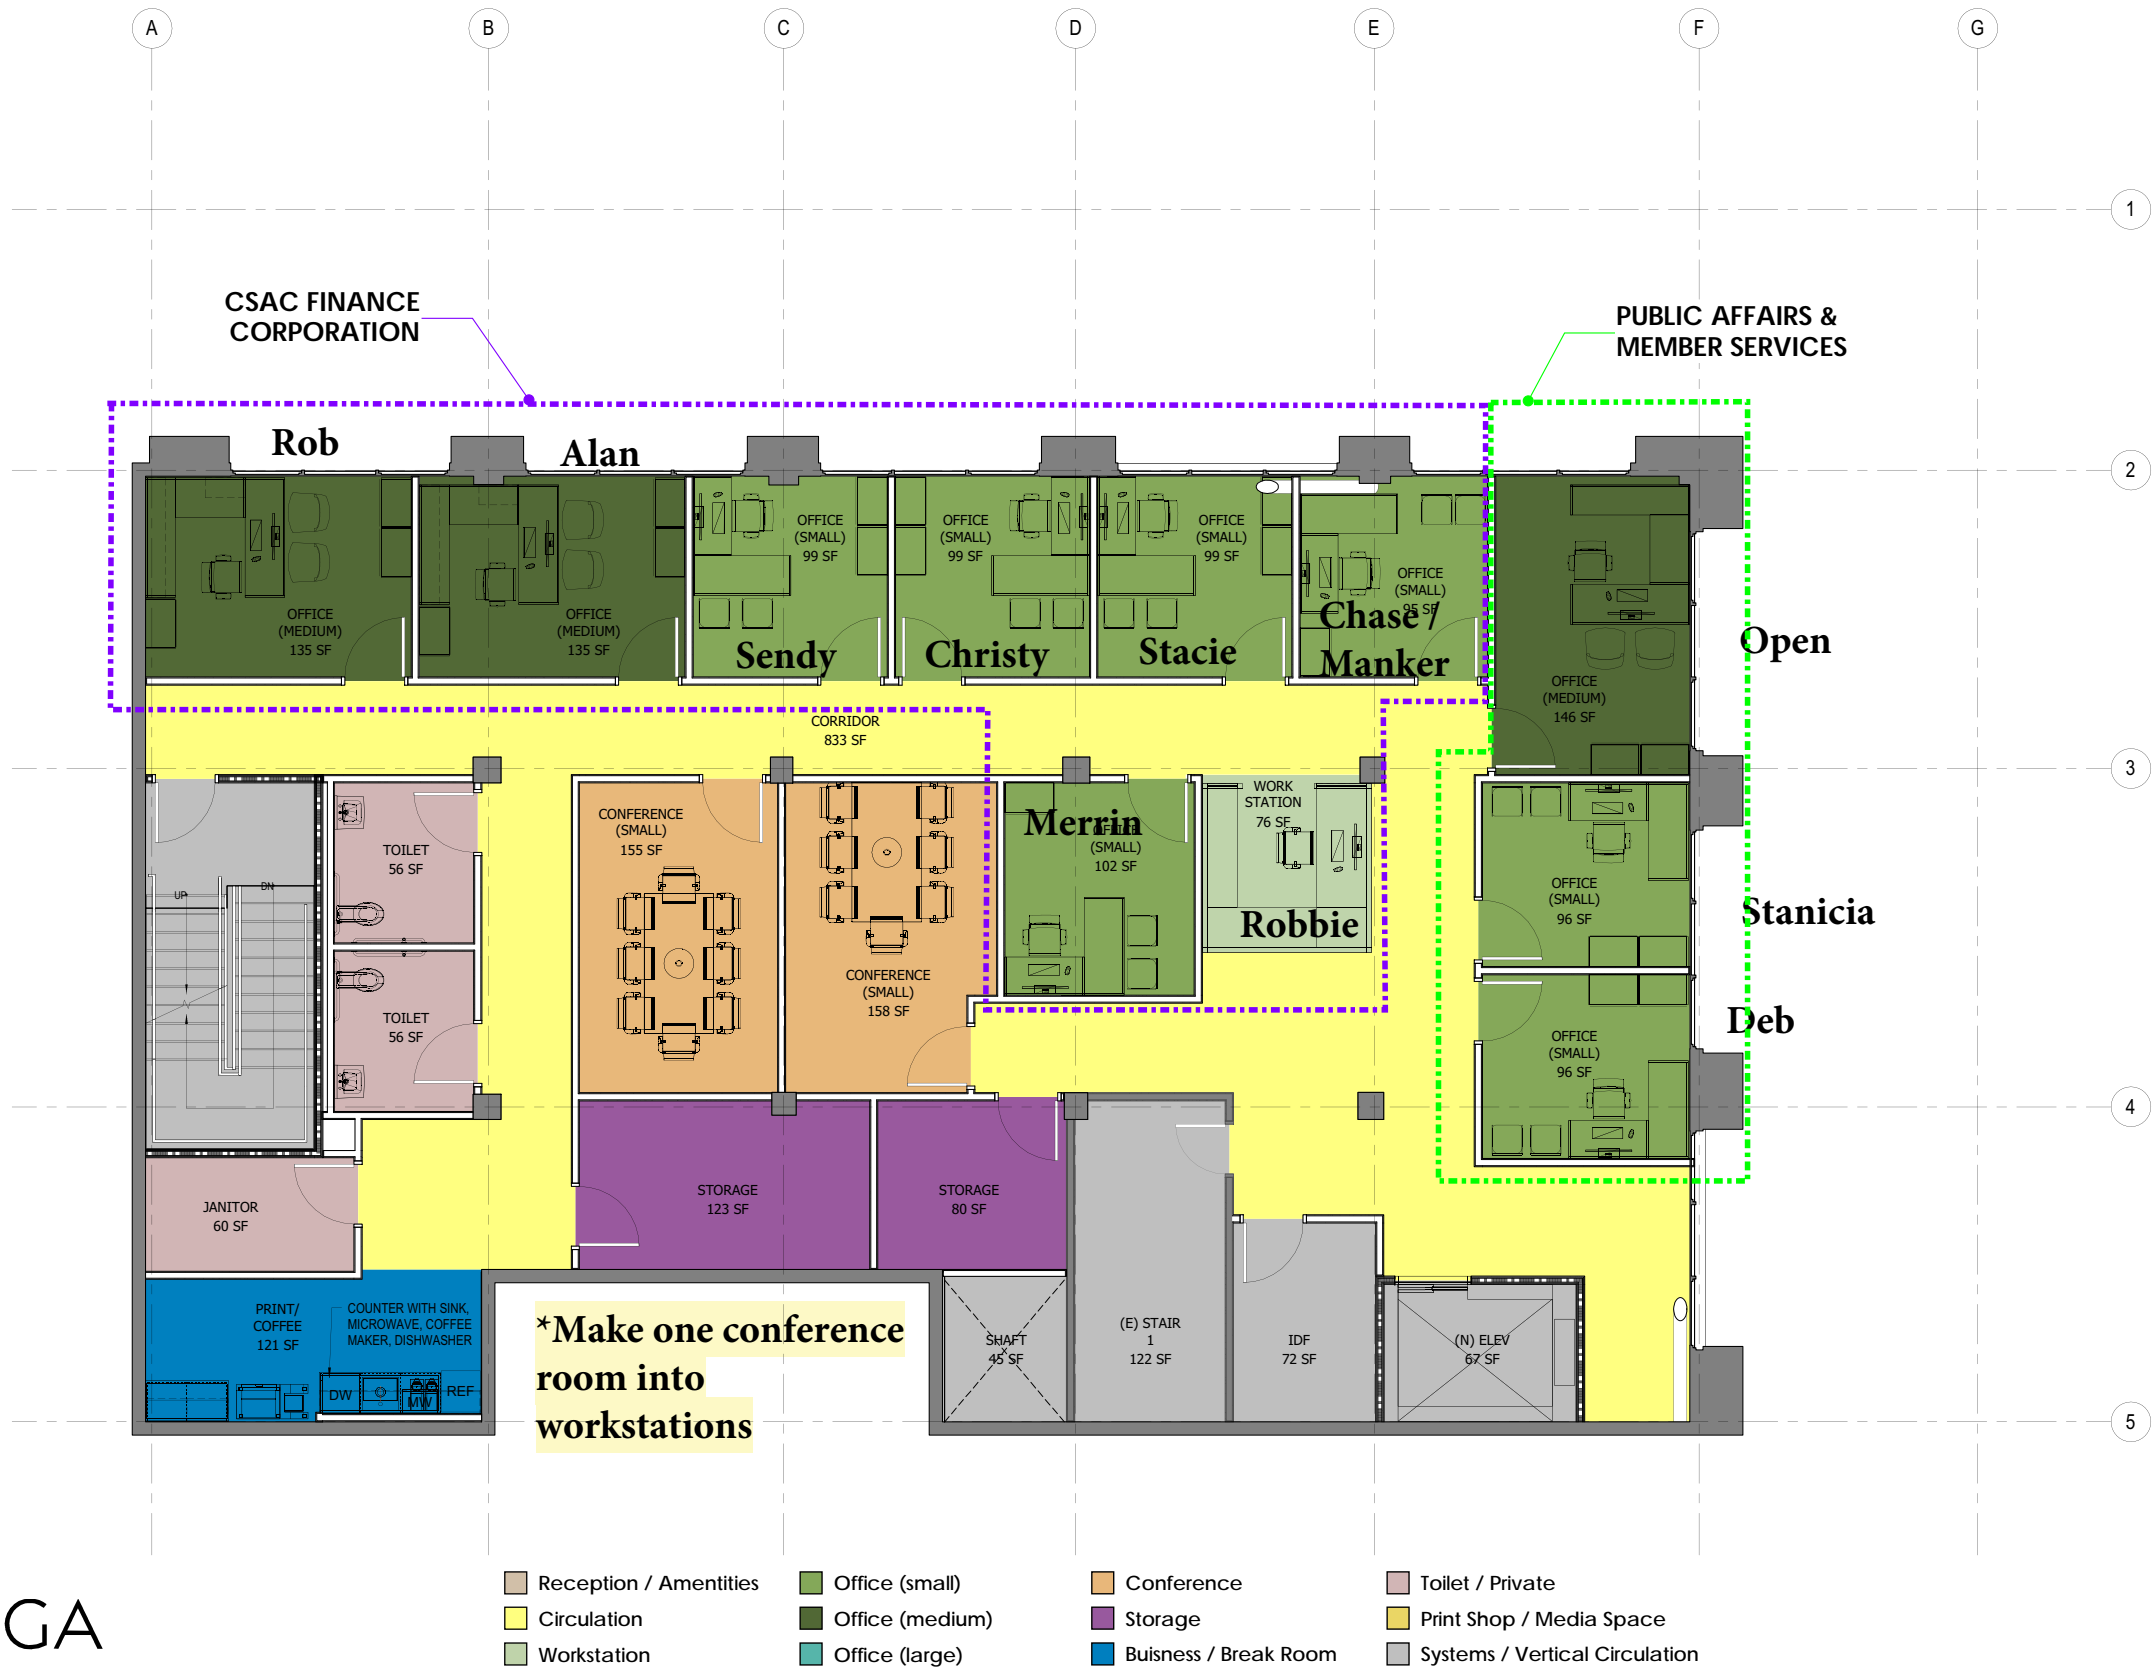 A
B
C
D
E
F
G
1
CSAC FINANCE
CORPORATION
PUBLIC AFFAIRS &
MEMBER SERVICES
Rob
Alan
2
OFFICE
(MEDIUM)
135 SF
OFFICE
(MEDIUM)
135 SF
OFFICE
(SMALL)
99 SF
OFFICE
(SMALL)
99 SF
OFFICE
(SMALL)
99 SF
OFFICE
(SMALL)
95 SF
Sendy
Christy
Stacie
Chase /
Manker
Open
OFFICE
(MEDIUM)
146 SF
CORRIDOR
833 SF
3
TOILET
56 SF
CONFERENCE
(SMALL)
155 SF
Merrin
OFFICE
(SMALL)
102 SF
WORK
STATION
76 SF
Robbie
OFFICE
(SMALL)
96 SF
Stanicia
UP
DN
TOILET
56 SF
CONFERENCE
(SMALL)
158 SF
OFFICE
(SMALL)
96 SF
Deb
4
JANITOR
60 SF
STORAGE
123 SF
STORAGE
80 SF
PRINT/
COFFEE
121 SF
COUNTER WITH SINK,
MICROWAVE, COFFEE
MAKER, DISHWASHER
DW
MW
REF
*Make one conference
room into
workstations
SHAFT
45 SF
(E) STAIR
1
122 SF
IDF
72 SF
(N) ELEV
67 SF
5
Reception / Amentities
Circulation
Workstation
Office (small)
Office (medium)
Office (large)
Conference
Storage
Buisness / Break Room
Toilet / Private
Print Shop / Media Space
Systems / Vertical Circulation
GA